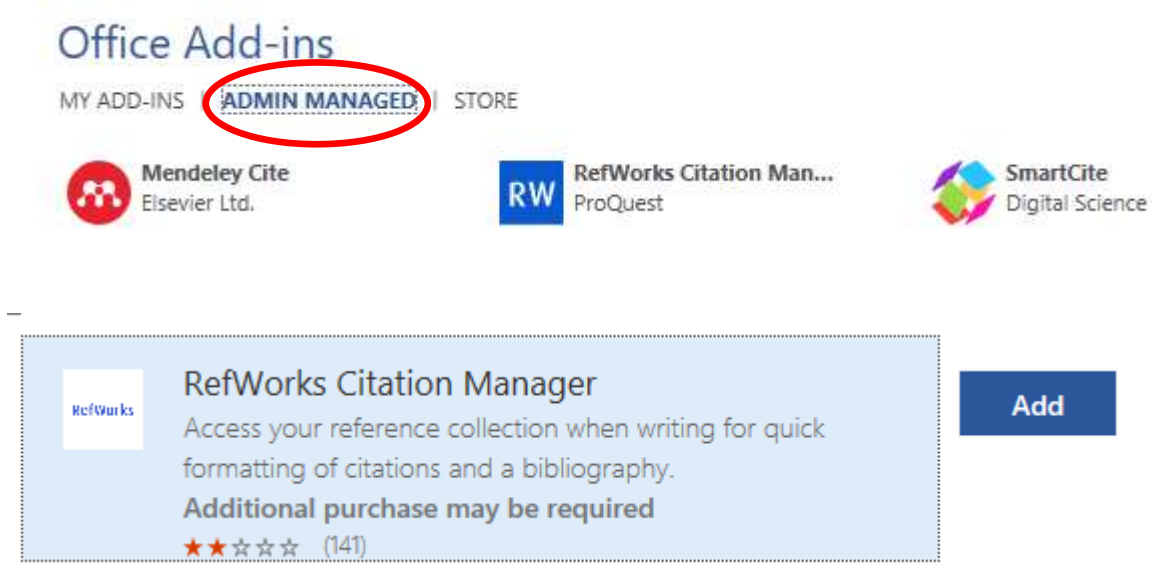 Office Add-ins
MY ADD-INS | ADMIN MANAGED | STORE
Mendeley Cite
Elsevier Ltd.
RW
RefWorks Citation Man...
ProQuest
SmartCite
Digital Science
RefWorks
RefWorks Citation Manager
Access your reference collection when writing for quick
formatting of citations and a bibliography.
Additional purchase may be required
(141)
Add